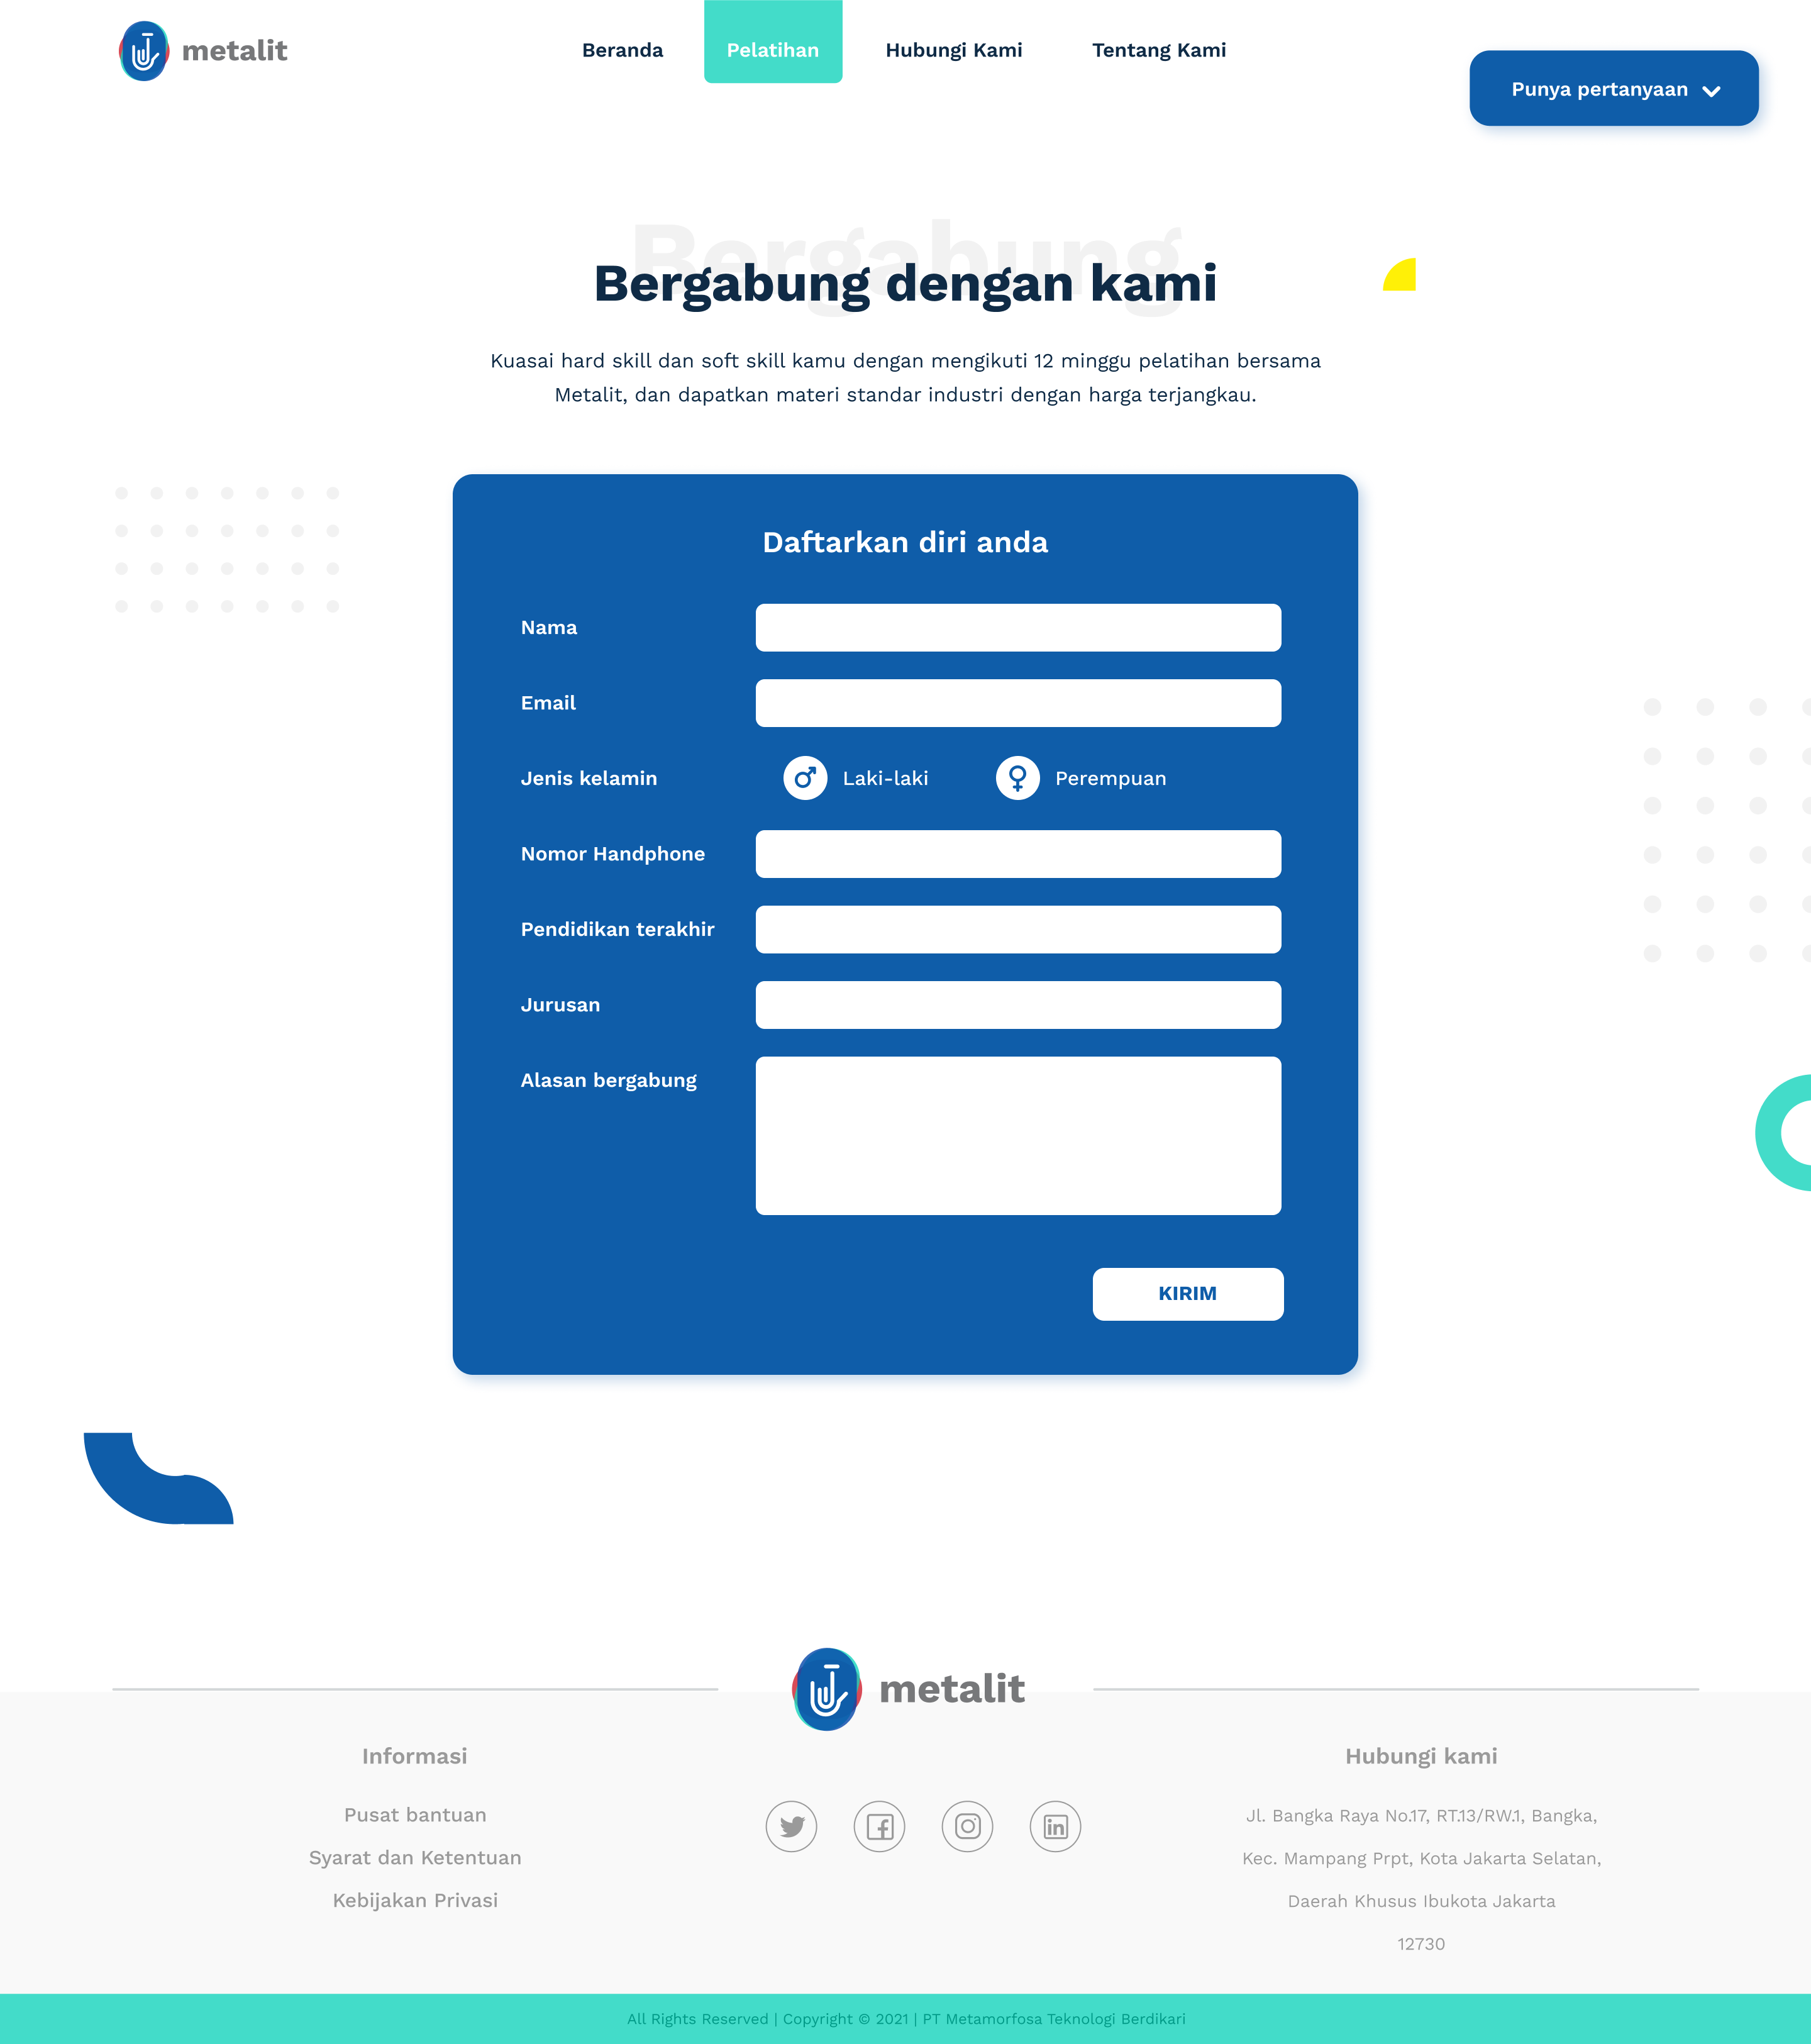 metalit
Beranda
Pelatihan
Hubungi Kami
Tentang Kami
Punya pertanyaan
Bergabung
Bergabung dengan kami
Kuasai hard skill dan soft skill kamu dengan mengikuti 12 minggu pelatihan bersama
Metalit, dan dapatkan materi standar industri dengan harga terjangkau.
Daftarkan diri anda
Nama
Email
Jenis kelamin
Laki-laki
Perempuan
Nomor Handphone
Pendidikan terakhir
Jurusan
Alasan bergabung
KIRIM
metalit
Informasi
Pusat bantuan
Syarat dan Ketentuan
Kebijakan Privasi
Hubungi kami
Jl. Bangka Raya No.17, RT.13/RW.1, Bangka,
Kec. Mampang Prpt, Kota Jakarta Selatan,
Daerah Khusus Ibukota Jakarta
12730
All Rights Reserved | Copyright © 2021 | PT Metamorfosa Teknologi Berdikari